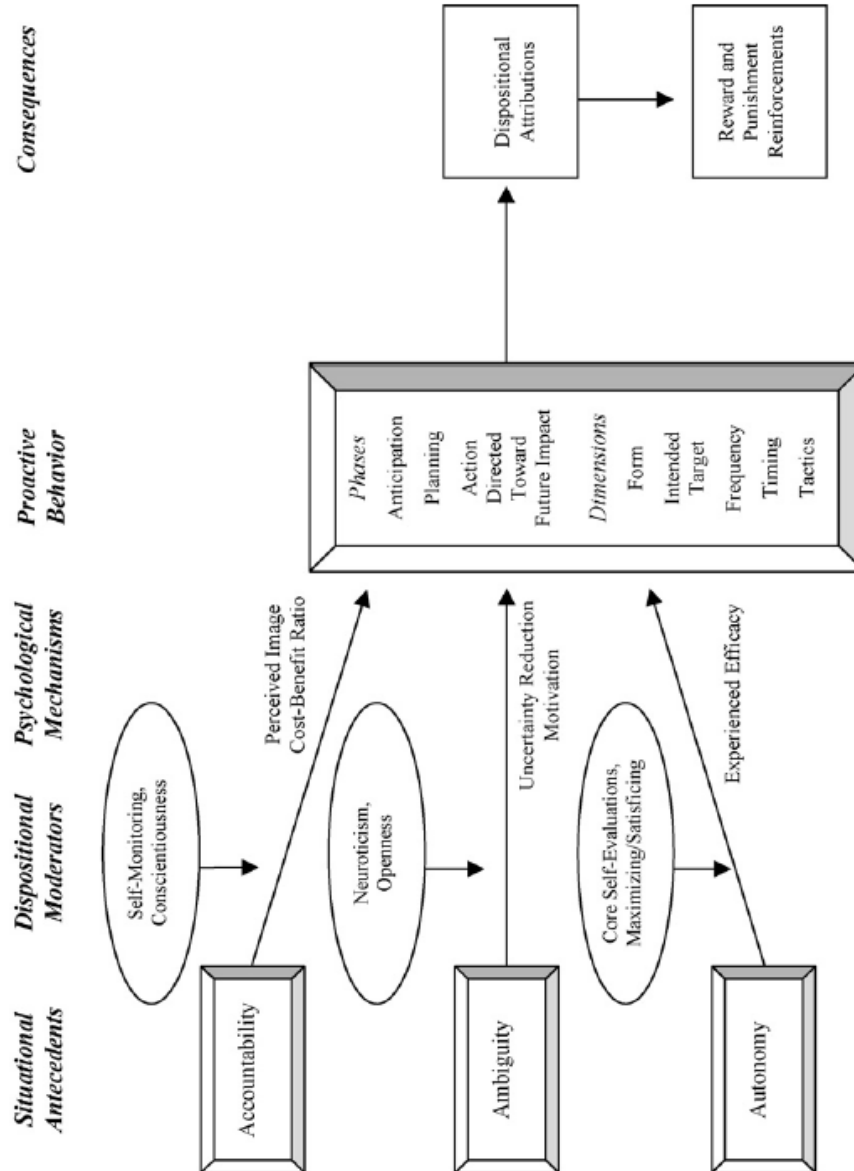 Situational
Antecedents
Dispositional
Moderators
Psychological
Mechanisms
Proactive
Behavior
Consequences
Self-Monitoring,
Conscientiousness
Accountability
Perceived Image
Cost-Benefit Ratio
Neuroticism,
Openness
Ambiguity
Uncertainty Reduction
Motivation
Core Self-Evaluations,
Maximizing/Satisficing
Autonomy
Experienced Efficacy
Phases
Anticipation
Planning
Action
Directed
Toward
Future Impact
Dimensions
Form
Intended
Target
Frequency
Timing
Tactics
Dispositional
Attributions
Reward and
Punishment
Reinforcements